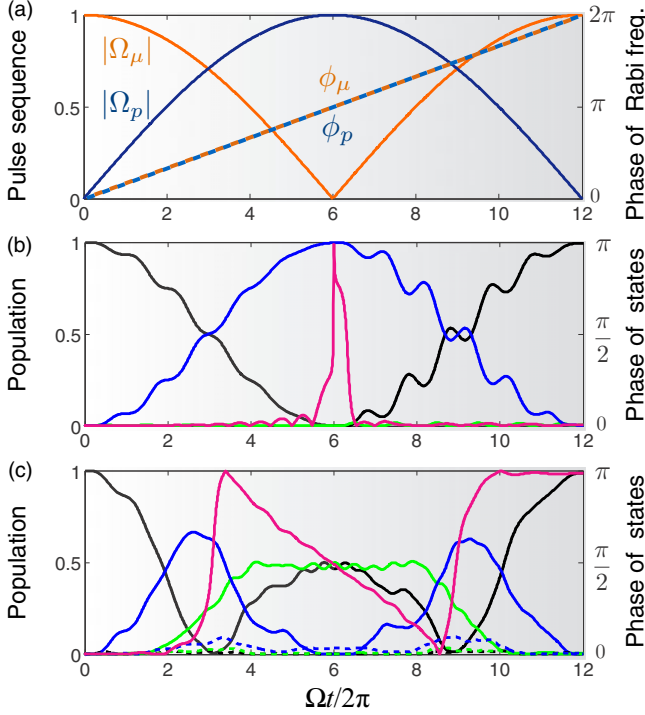 (a)
1
0.5
0
|Ω_μ|
|Ω_p|
ϕ_μ
ϕ_p
2π
π
0
Pulse sequence
Phase of Rabi freq.
0 2 4 6 8 10 12
(b)
1
0.5
0
π
π/2
0
Population
Phase of states
0 2 4 6 8 10 12
(c)
1
0.5
0
π
π/2
0
Population
Phase of states
0 2 4 6 8 10 12
Ωt/2π